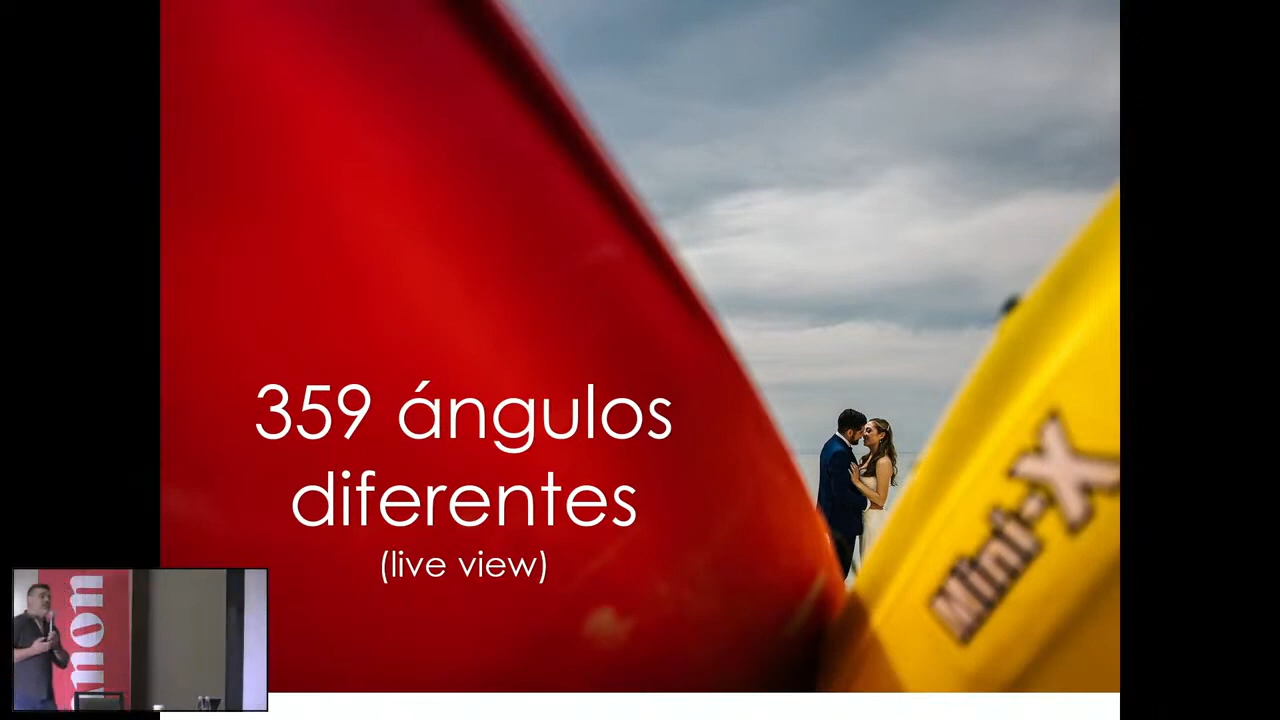 359 ángulos
diferentes
(live view)
Mini-X